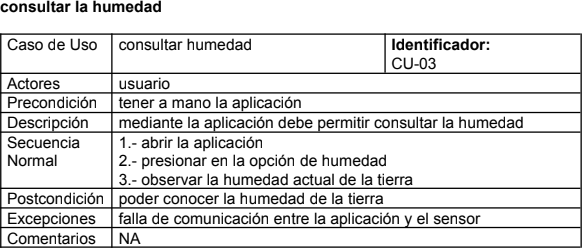 consultar la humedad
Caso de Uso consultar humedad Identificador:
CU-03
Actores usuario
Precondición tener a mano la aplicación
Descripción mediante la aplicación debe permitir consultar la humedad
Secuencia 1.- abrir la aplicación
Normal 2.- presionar en la opción de humedad
3.- observar la humedad actual de la tierra
Postcondición poder conocer la humedad de la tierra
Excepciones falla de comunicación entre la aplicación y el sensor
Comentarios NA